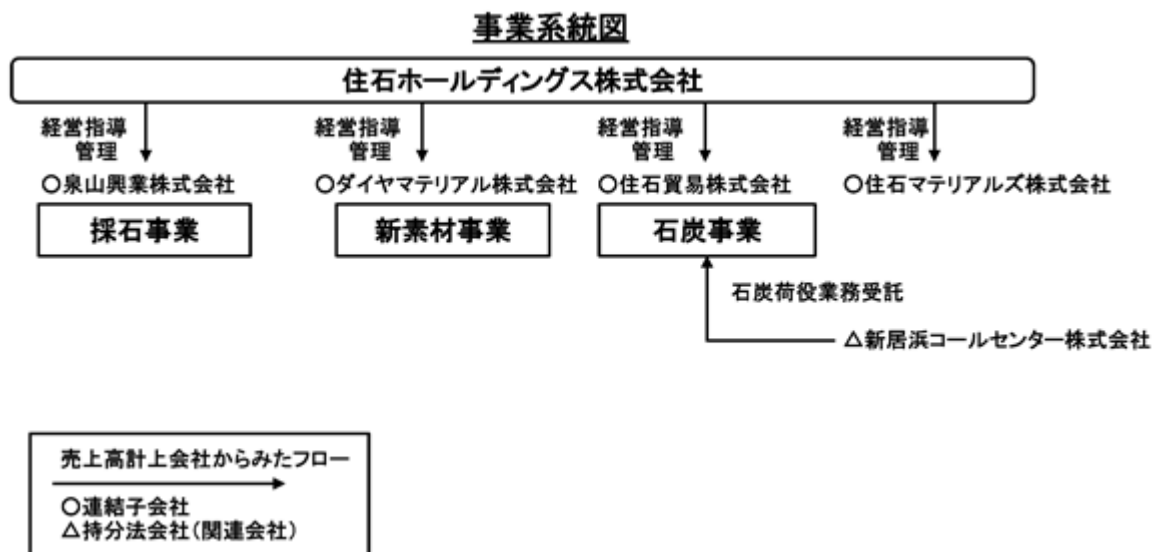 事業系統図
住石ホールディングス株式会社
経営指導
管理
経営指導
管理
経営指導
管理
経営指導
管理
○泉山興業株式会社
○ダイヤマテリアル株式会社
○住石貿易株式会社
○住石マテリアルズ株式会社
採石事業
新素材事業
石炭事業
石炭荷役業務受託
△新居浜コールセンター株式会社
売上高計上会社からみたフロー
○連結子会社
△持分法会社(関連会社)